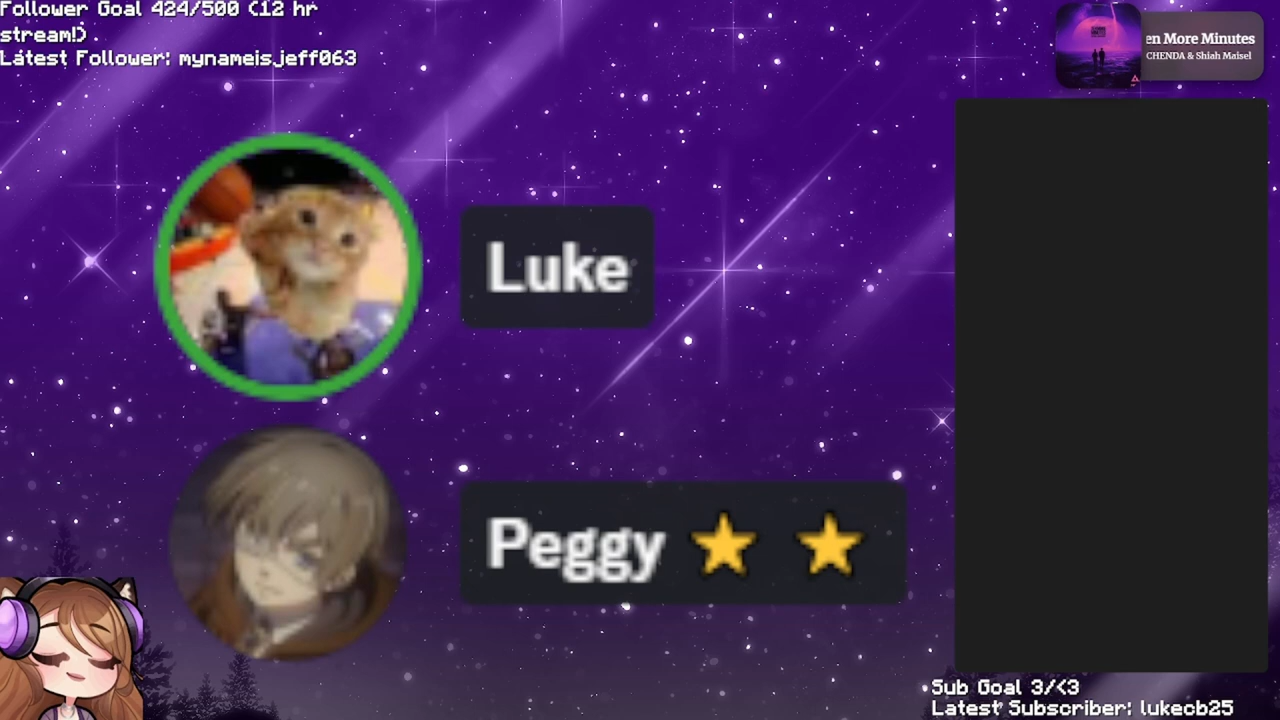 Follower Goal 424/500 (12 hr
stream!) .
Latest Follower: mynameisjeff063
en More Minutes
CHENDA & Shiah Maisel
Luke
Peggy ⭐ ⭐
Sub Goal 3/<3
Latest Subscriber: lukecb25